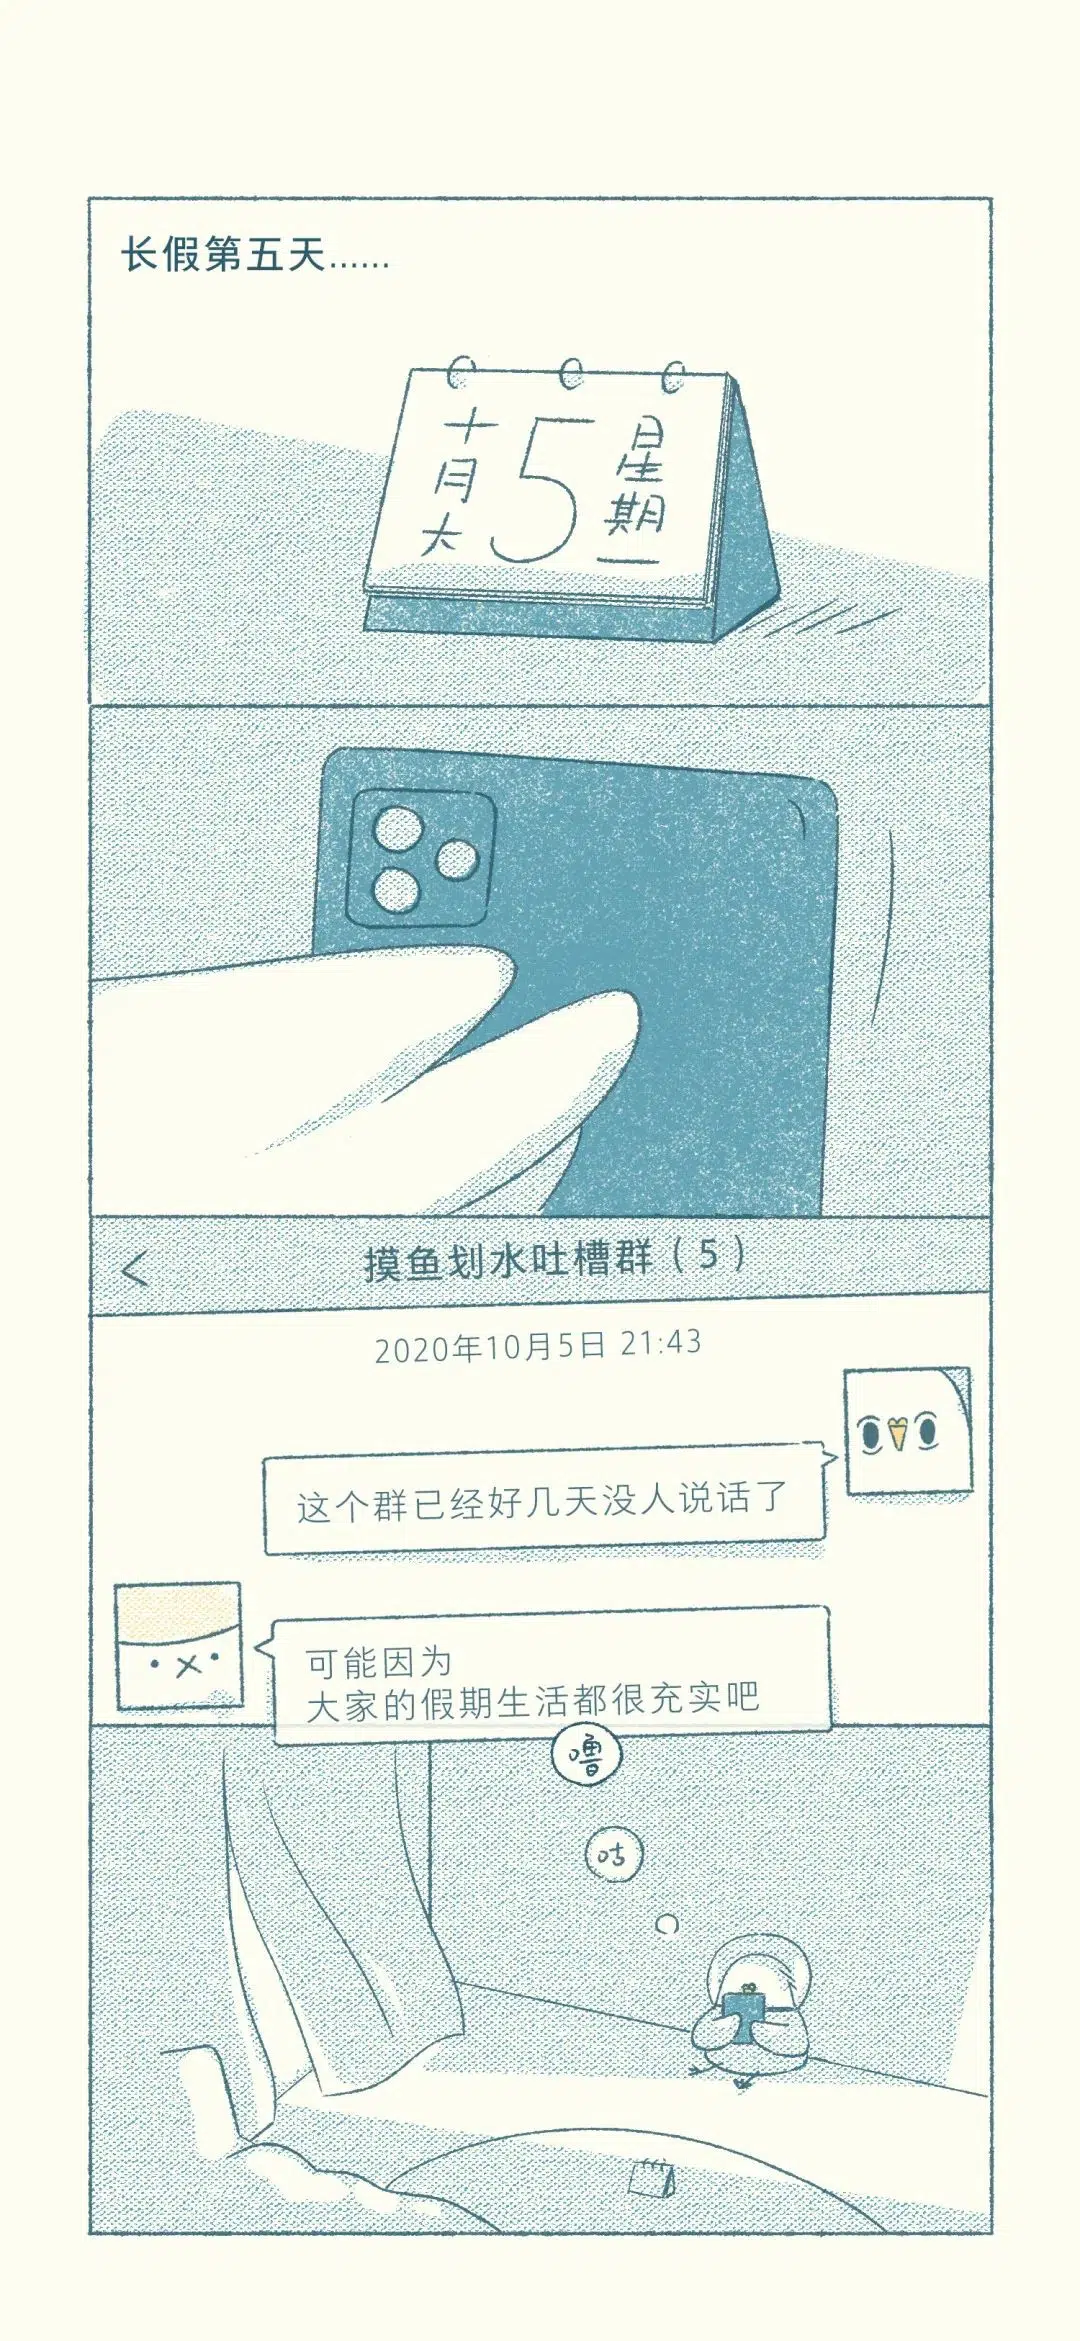 长假第五天......
十月大
5
星期一
摸鱼划水吐槽群（5）
2020年10月5日 21:43
这个群已经好几天没人说话了
可能因为
大家的假期生活都很充实吧
噜
咕